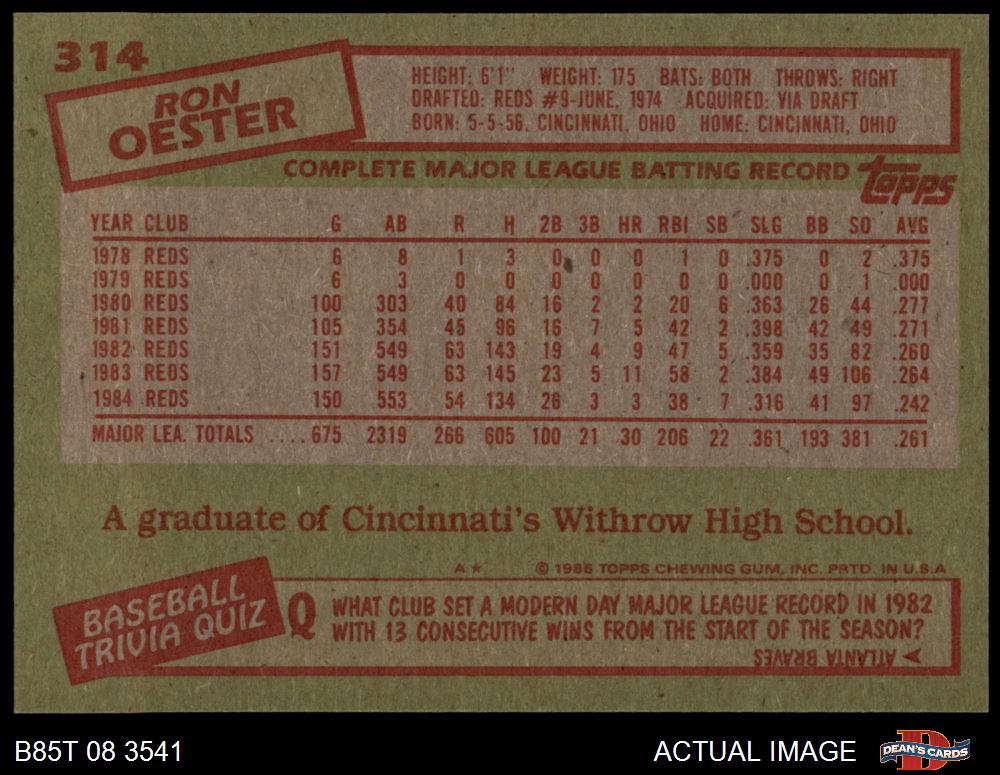 314
RON
OESTER
HEIGHT: 6'1" WEIGHT: 175 BATS: BOTH THROWS: RIGHT
DRAFTED: REDS #9-JUNE, 1974 ACQUIRED: VIA DRAFT
BORN: 5-5-56, CINCINNATI, OHIO HOME: CINCINNATI, OHIO
COMPLETE MAJOR LEAGUE BATTING RECORD topps
YEAR CLUB G AB R H 2B 3B HR RBI SB SLG BB SO AVG
1978 REDS 6 8 1 3 0 0 0 1 0 .375 0 2 .375
1979 REDS 6 3 0 0 0 0 0 0 0 .000 0 1 .000
1980 REDS 100 303 40 84 16 2 2 20 6 .363 26 44 .277
1981 REDS 105 354 45 96 16 7 5 42 2 .398 42 49 .271
1982 REDS 151 549 63 143 19 4 9 47 5 .359 35 82 .260
1983 REDS 157 549 63 145 23 5 11 58 2 .384 49 106 .264
1984 REDS 150 553 54 134 26 3 3 38 7 .316 41 97 .242
MAJOR LEA. TOTALS ....675 2319 266 605 100 21 30 206 22 .361 193 381 .261
A graduate of Cincinnati's Withrow High School.
A* © 1985 TOPPS CHEWING GUM, INC. PRTD. IN U.S.A
BASEBALL
TRIVIA QUIZ
Q WHAT CLUB SET A MODERN DAY MAJOR LEAGUE RECORD IN 1982
WITH 13 CONSECUTIVE WINS FROM THE START OF THE SEASON?
ATLANTA BRAVES
B85T 08 3541 ACTUAL IMAGE D DEAN'S CARDS